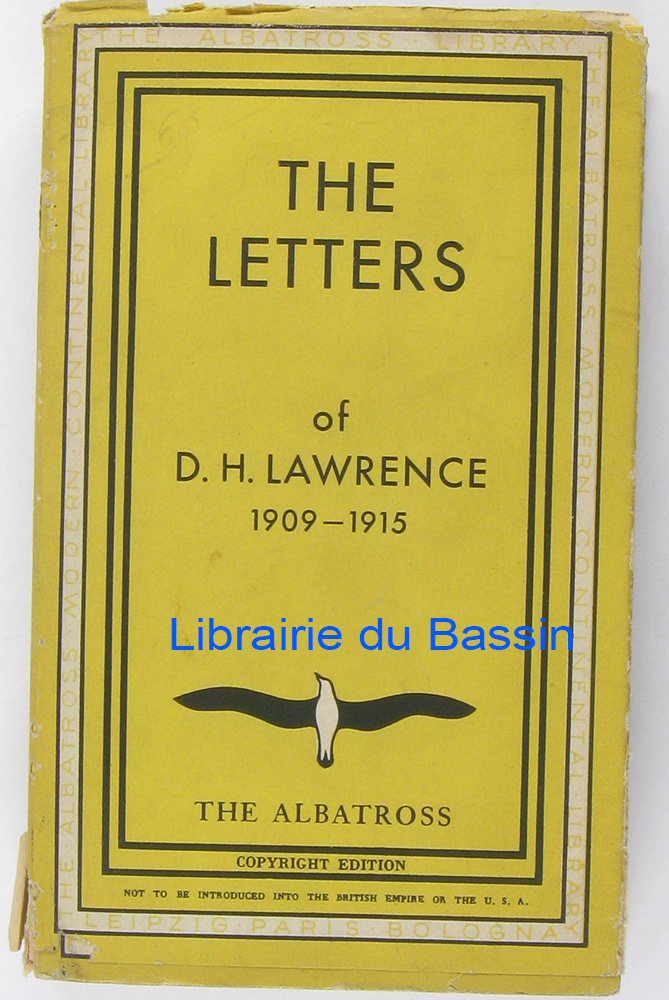 THE ALBATROSS · LIBRARY
THE
LETTERS
of
D. H. LAWRENCE
1909–1915
Librairie du Bassin
THE ALBATROSS
COPYRIGHT EDITION
NOT TO BE INTRODUCED INTO THE BRITISH EMPIRE OR THE U. S. A.
LEIPZIG·PARIS·BOLOGNA
THE ALBATROSS MODERN · CONTINENTAL LIBRARY
THE ALBATROSS MODERN CONTINENTAL LIBRARY